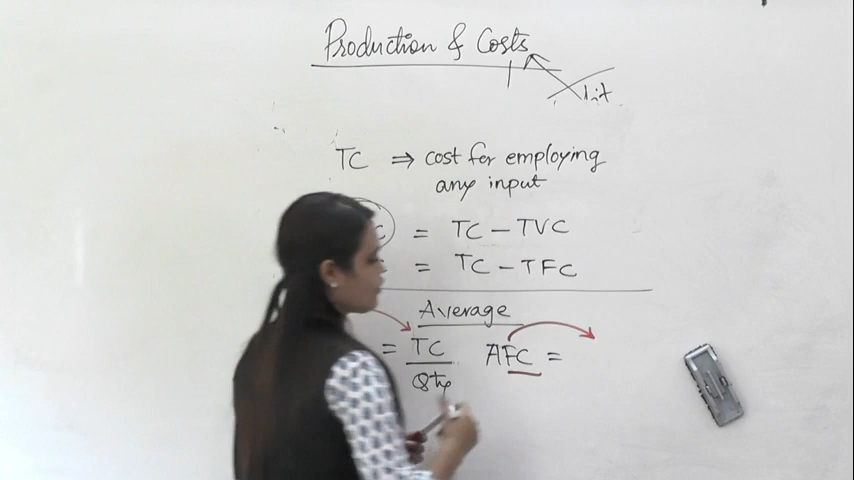 Production & Costs
TC ⇒ cost for employing
any input
C = TC - TVC
= TC - TFC
Average
= TC
Qty
AFC =